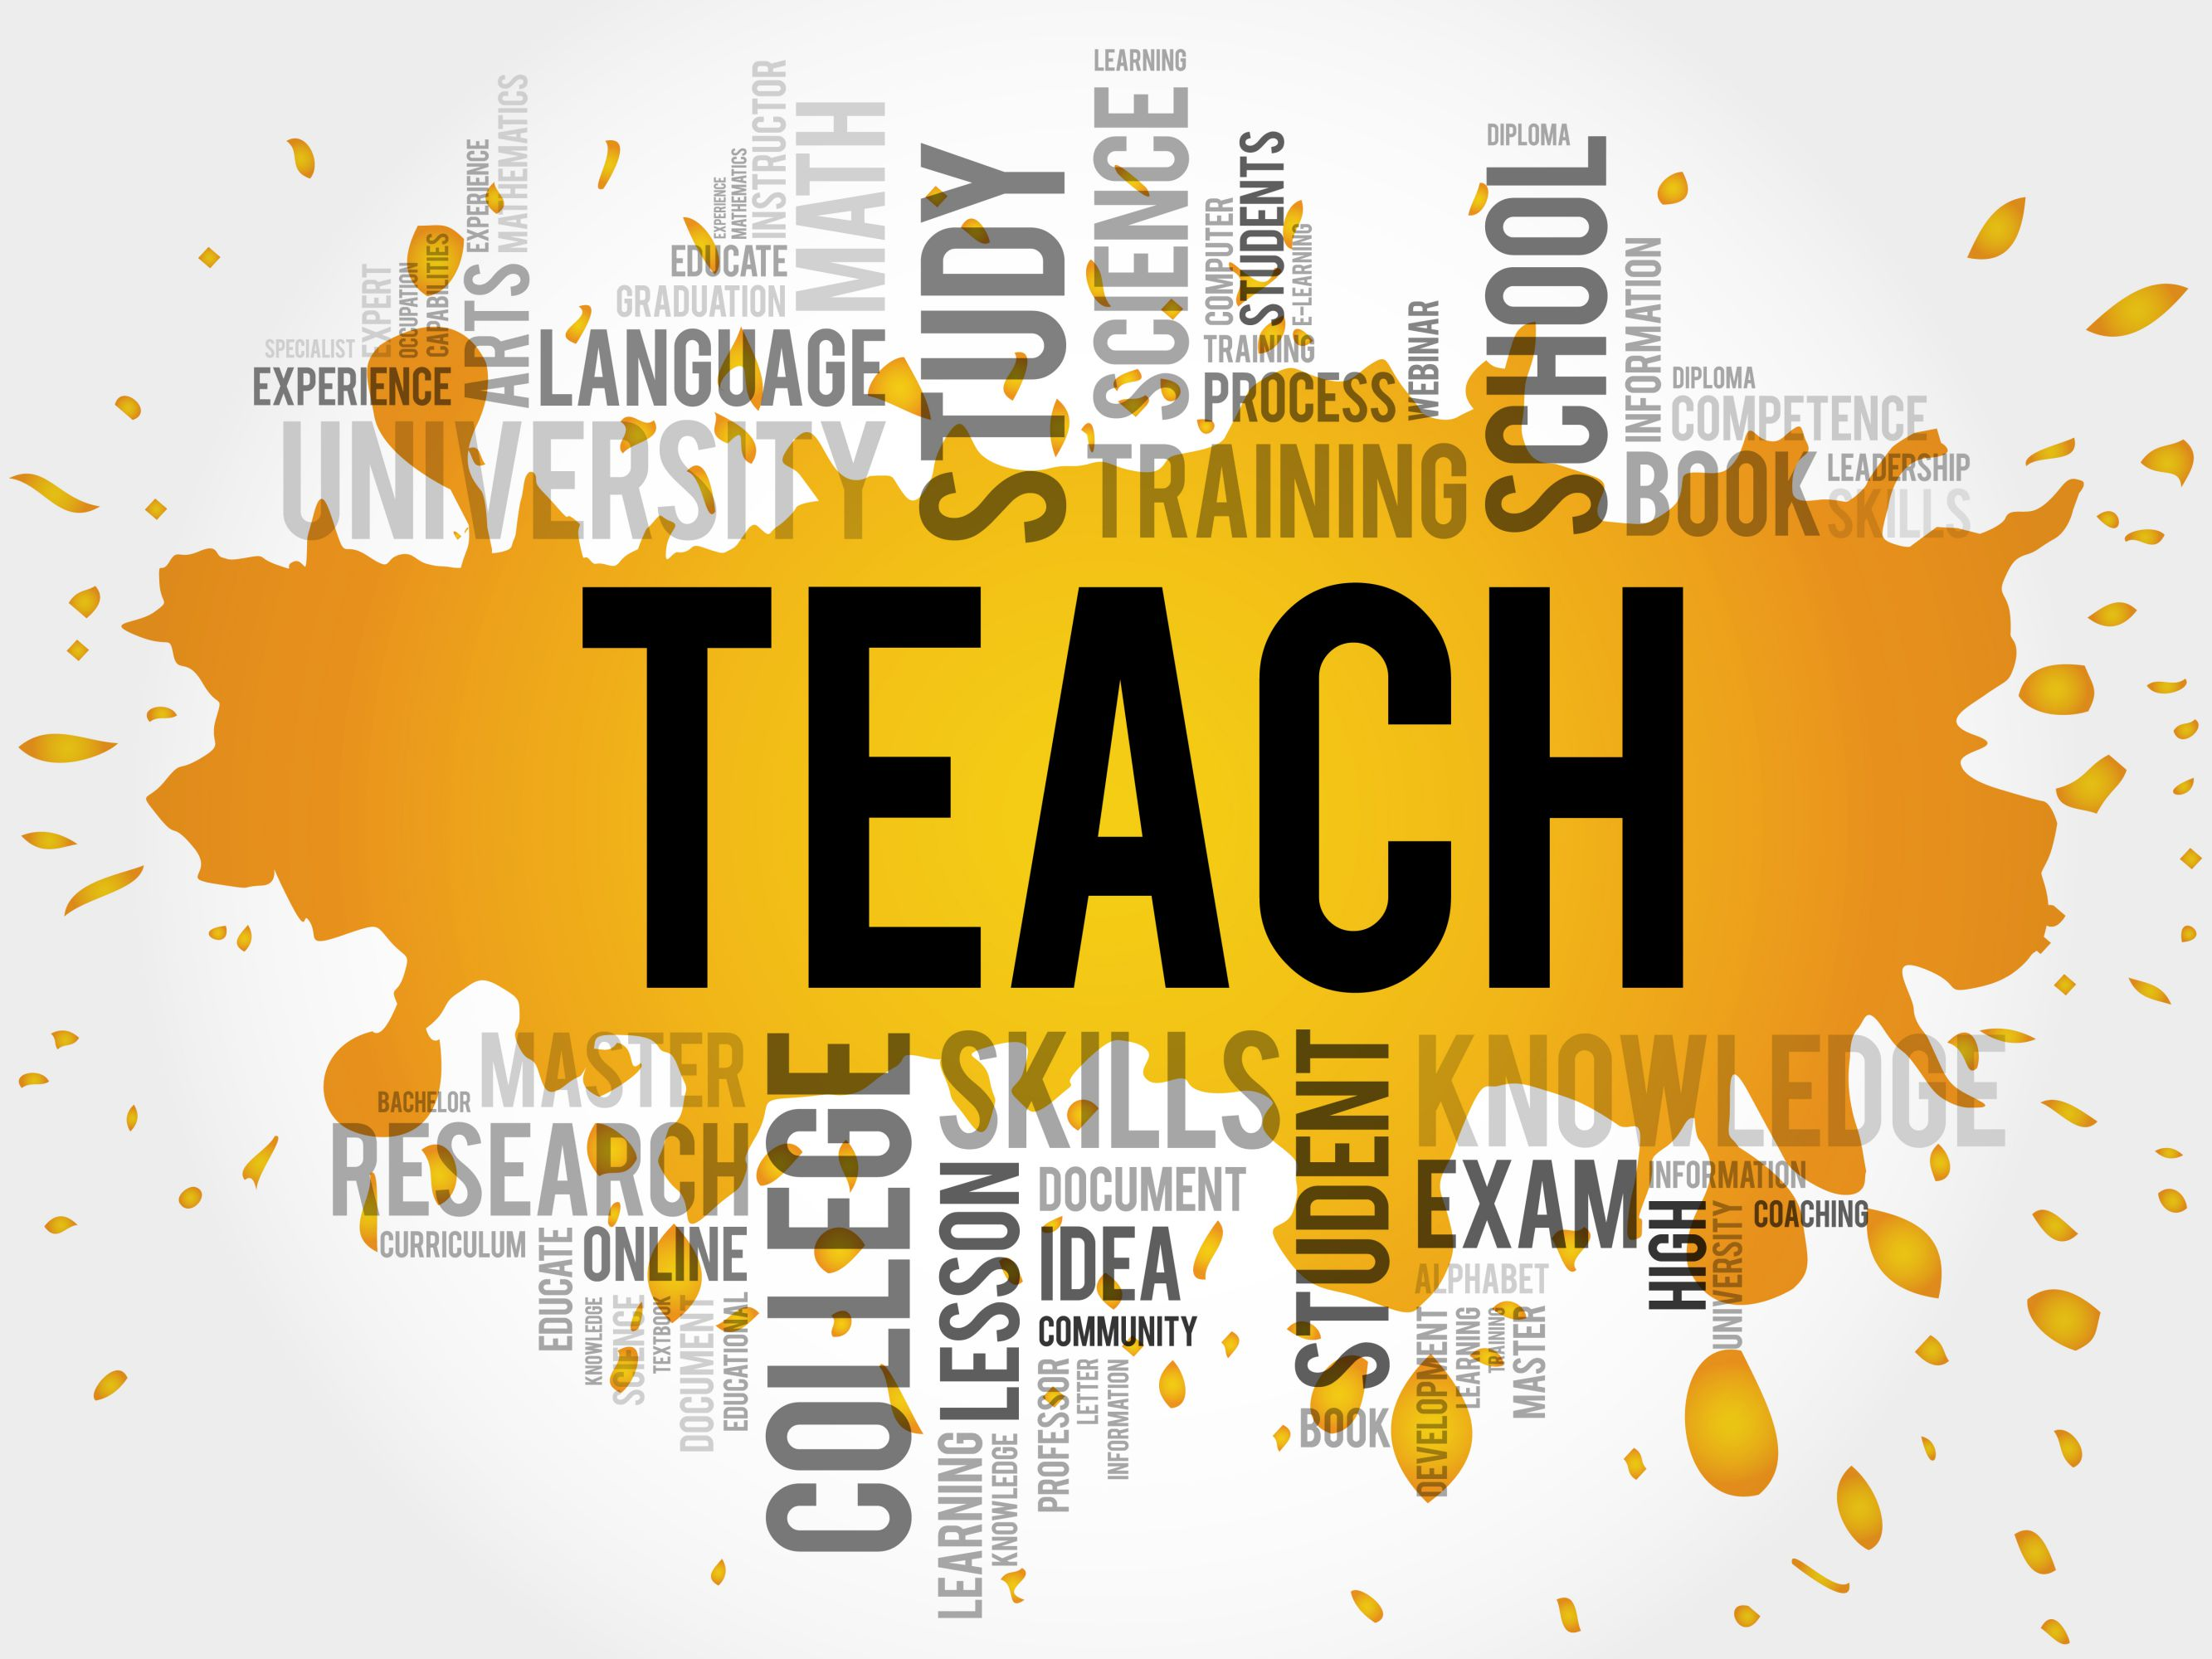 LEARNING
MATHEMATICS
INSTRUCTOR
MATH
STUDY
SCIENCE
STUDENTS
DIPLOMA
SCHOOL
EXPERIENCE
EXPERIENCE
MATHEMATICS
COMPUTER
E-LEARNING
INFORMATION
EXPERT
OCCUPATION
CAPABILITIES
ARTS
EDUCATE
GRADUATION
SPECIALIST
EXPERIENCE
LANGUAGE
TRAINING
PROCESS
WEBINAR
DIPLOMA
COMPETENCE
UNIVERSITY
TRAINING
BOOK
LEADERSHIP
SKILLS
TEACH
MASTER
COLLEGE
SKILLS
STUDENT
KNOWLEDGE
BACHELOR
RESEARCH
LESSON
DOCUMENT
EXAM
INFORMATION
CURRICULUM
EDUCATE
ONLINE
IDEA
HIGH
UNIVERSITY
COACHING
ALPHABET
KNOWLEDGE
SCIENCE
TEXTBOOK
DOCUMENT
EDUCATIONAL
COMMUNITY
DEVELOPMENT
LEARNING
TRAINING
MASTER
PROFESSOR
LETTER
INFORMATION
BOOK
LEARNING
KNOWLEDGE